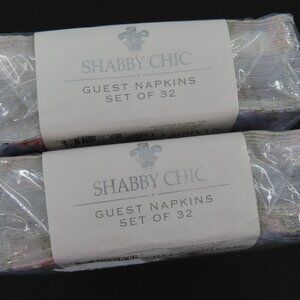 SHABBY CHIC
GUEST NAPKINS
SET OF 32
SHABBY CHIC
GUEST NAPKINS
SET OF 32